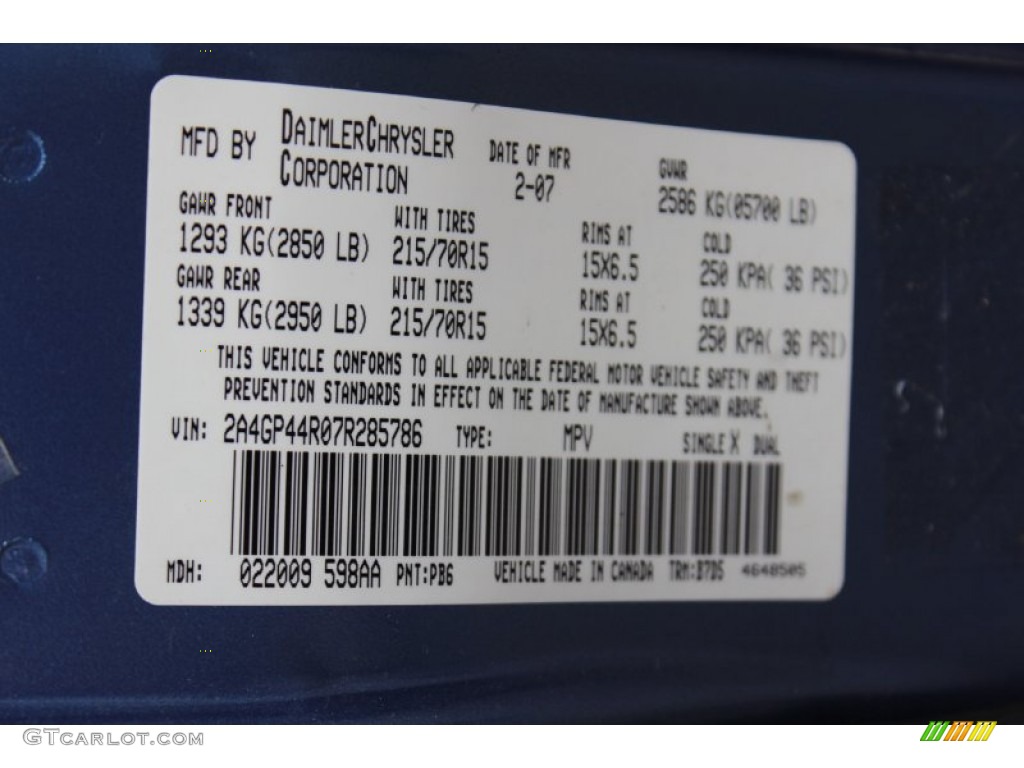 MFD BY DAIMLERCHRYSLER CORPORATION
DATE OF MFR 2-07
GVWR 2586 KG(05700 LB)
GAWR FRONT WITH TIRES RIMS AT COLD
1293 KG(2850 LB) 215/70R15 15X6.5 250 KPA( 36 PSI)
GAWR REAR WITH TIRES RIMS AT COLD
1339 KG(2950 LB) 215/70R15 15X6.5 250 KPA( 36 PSI)
THIS VEHICLE CONFORMS TO ALL APPLICABLE FEDERAL MOTOR VEHICLE SAFETY AND THEFT
PREVENTION STANDARDS IN EFFECT ON THE DATE OF MANUFACTURE SHOWN ABOVE.
VIN: 2A4GP44R07R285786 TYPE: MPV SINGLE X DUAL
MDH: 022009 598AA PNT:PB6 VEHICLE MADE IN CANADA TRM:B7D5 4648505
GTCARLOT.COM